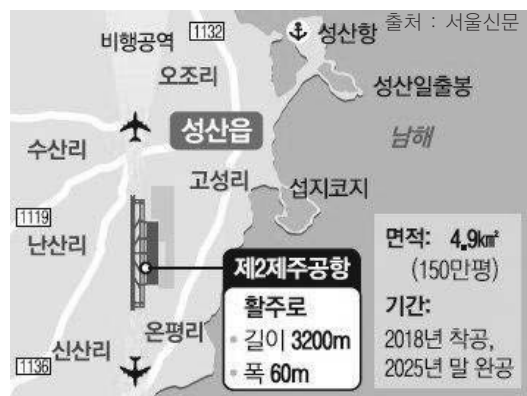 출처 : 서울신문
비행공역
1132
성산항
오조리
성산일출봉
성산읍
남해
수산리
고성리
섭지코지
1119
난산리
면적: 4.9㎢
(150만평)
제2제주공항
기간:
활주로
2018년 착공,
온평리
• 길이 3200m
신산리
2025년 말 완공
1136
• 폭 60m